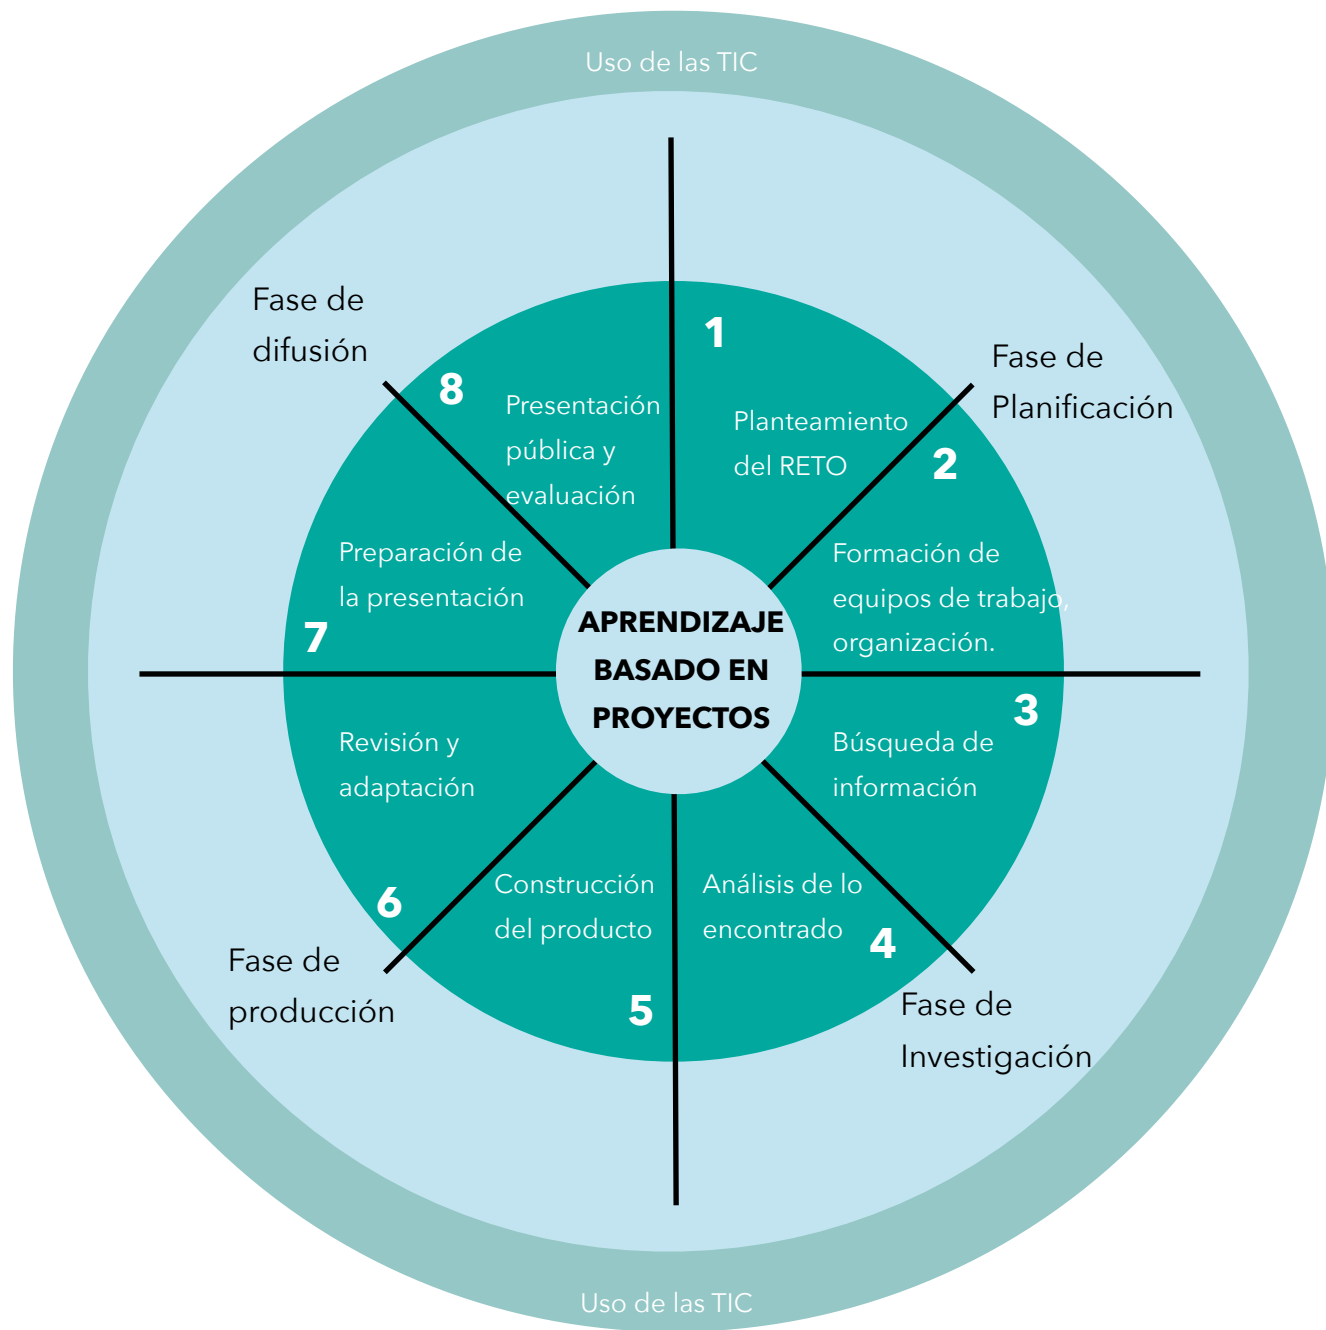 Uso de las TIC
Fase de
difusión
Fase de
Planificación
1
Planteamiento
del RETO
2
Formación de
equipos de trabajo,
organización.
3
Búsqueda de
información
4
Análisis de lo
encontrado
Fase de
Investigación
5
Construcción
del producto
6
Revisión y
adaptación
Fase de
producción
7
Preparación de
la presentación
8
Presentación
pública y
evaluación
APRENDIZAJE
BASADO EN
PROYECTOS
Uso de las TIC